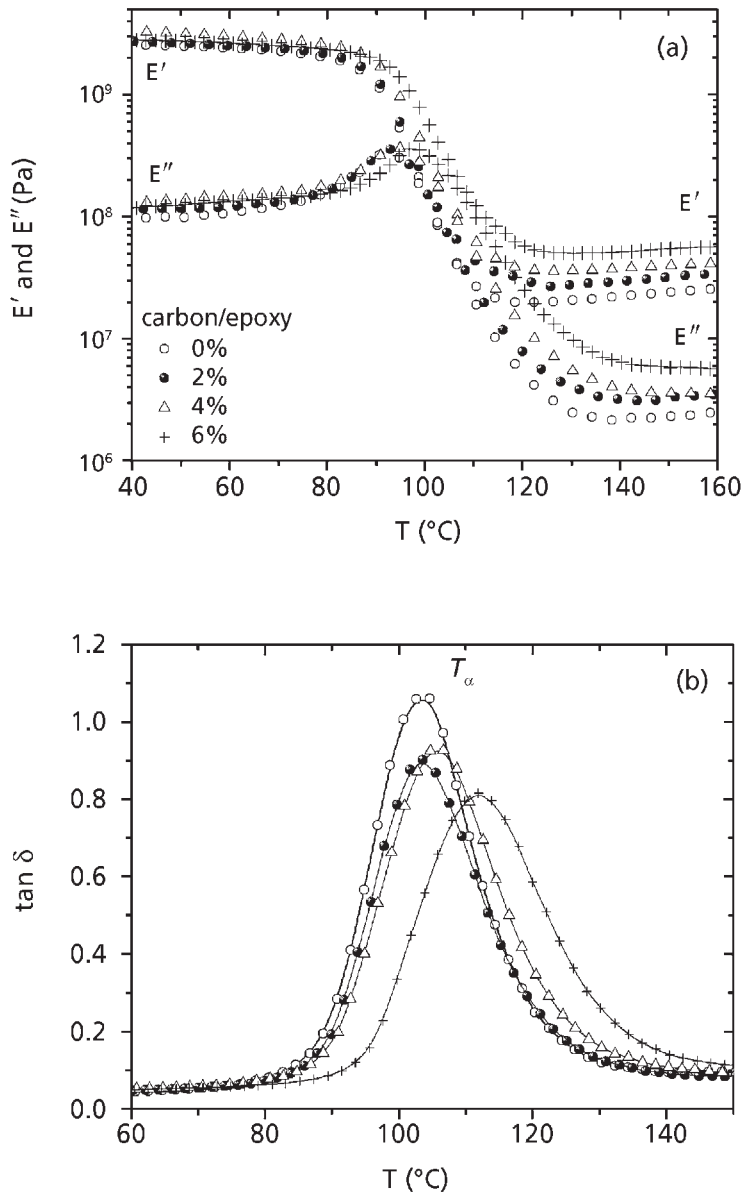 (a)
E′
E″
E′
E″
E′ and E″ (Pa)
10⁹
10⁸
10⁷
10⁶
carbon/epoxy
0%
2%
4%
6%
40 60 80 100 120 140 160
T (°C)
(b)
Tα
tan δ
1.2
1.0
0.8
0.6
0.4
0.2
0.0
60 80 100 120 140
T (°C)